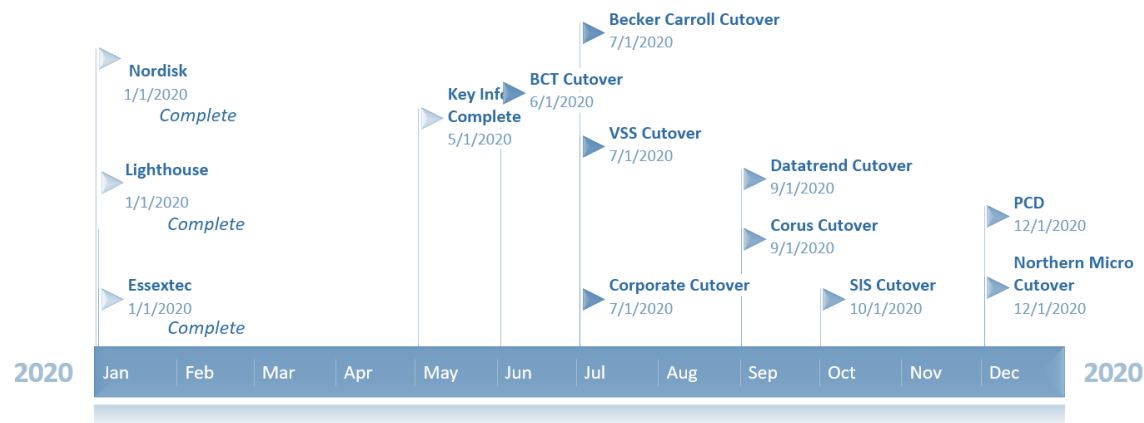 Becker Carroll Cutover
7/1/2020
Nordisk
1/1/2020
Complete
BCT Cutover
6/1/2020
Key Info
Complete
5/1/2020
VSS Cutover
7/1/2020
Lighthouse
1/1/2020
Complete
Datatrend Cutover
9/1/2020
PCD
12/1/2020
Corus Cutover
9/1/2020
Northern Micro
Cutover
12/1/2020
Essextec
1/1/2020
Complete
Corporate Cutover
7/1/2020
SIS Cutover
10/1/2020
2020 Jan Feb Mar Apr May Jun Jul Aug Sep Oct Nov Dec 2020